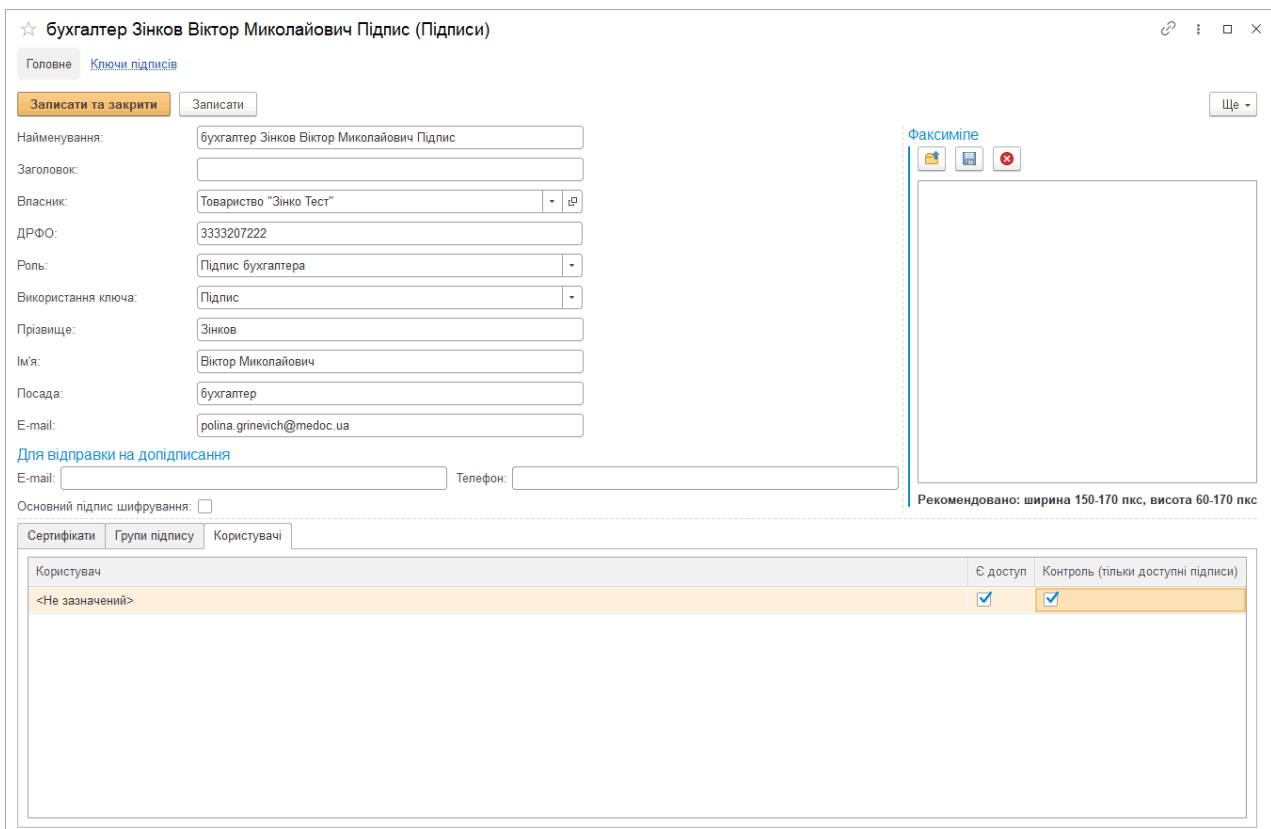 бухгалтер Зінков Віктор Миколайович Підпис (Підписи)
Головне Ключи підписів
Записати та закрити Записати Ще
Найменування: бухгалтер Зінков Віктор Миколайович Підпис
Факсиміле
Заголовок:
Власник: Товариство "Зінко Тест"
ДРФО: 3333207222
Роль: Підпис бухгалтера
Використання ключа: Підпис
Прізвище: Зінков
Ім'я: Віктор Миколайович
Посада: бухгалтер
E-mail: polina.grinevich@medoc.ua
Для відправки на допідписання
E-mail: Телефон:
Рекомендовано: ширина 150-170 пкс, висота 60-170 пкс
Основний підпис шифрування:
Сертифікати Групи підпису Користувачі
Користувач Є доступ Контроль (тільки доступні підписи)
<Не зазначений>